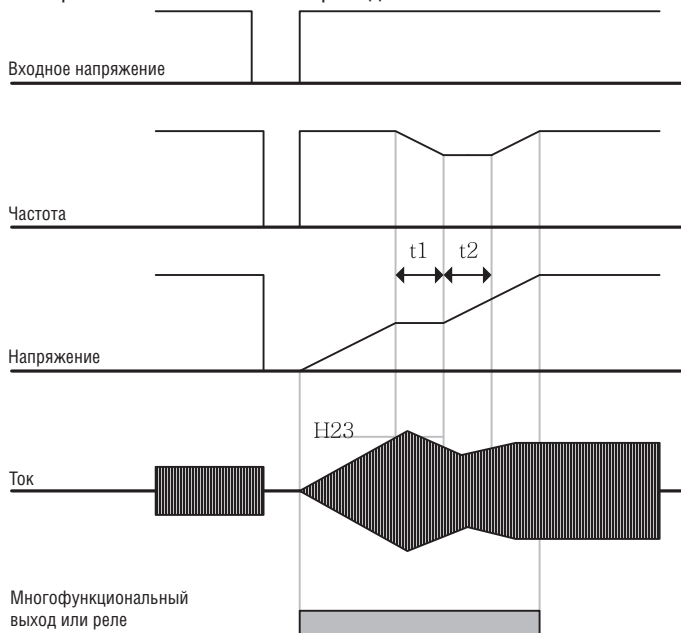 Входное напряжение
Частота
t1 t2
Напряжение
H23
Ток
Многофункциональный
выход или реле